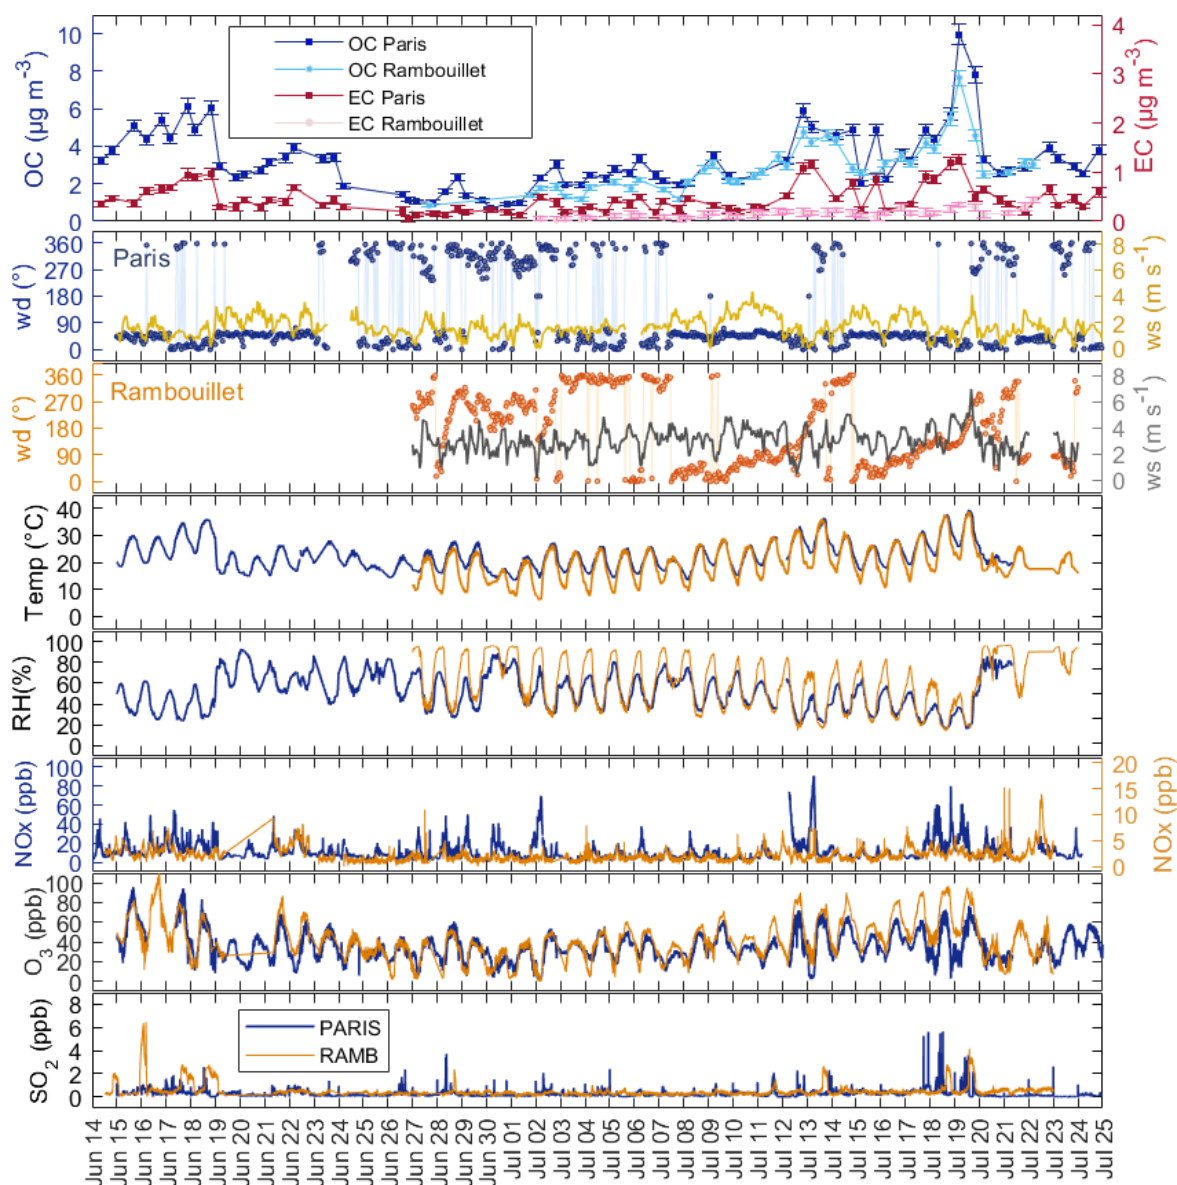 OC (μg m⁻³)
10
8
6
4
2
0
OC Paris
OC Rambouillet
EC Paris
EC Rambouillet
4
3
2
1
0
EC (μg m⁻³)
wd (°)
360
270
180
90
0
Paris
8
6
4
2
0
ws (m s⁻¹)
wd (°)
360
270
180
90
0
Rambouillet
8
6
4
2
0
ws (m s⁻¹)
Temp (°C)
40
30
20
10
0
RH(%)
100
80
60
40
20
0
NOx (ppb)
100
80
60
40
20
0
20
15
10
5
0
NOx (ppb)
O₃ (ppb)
100
80
60
40
20
0
SO₂ (ppb)
8
6
4
2
0
PARIS
RAMB
Jun 14
Jun 15
Jun 16
Jun 17
Jun 18
Jun 19
Jun 20
Jun 21
Jun 22
Jun 23
Jun 24
Jun 25
Jun 26
Jun 27
Jun 28
Jun 29
Jun 30
Jul 01
Jul 02
Jul 03
Jul 04
Jul 05
Jul 06
Jul 07
Jul 08
Jul 09
Jul 10
Jul 11
Jul 12
Jul 13
Jul 14
Jul 15
Jul 16
Jul 17
Jul 18
Jul 19
Jul 20
Jul 21
Jul 22
Jul 23
Jul 24
Jul 25